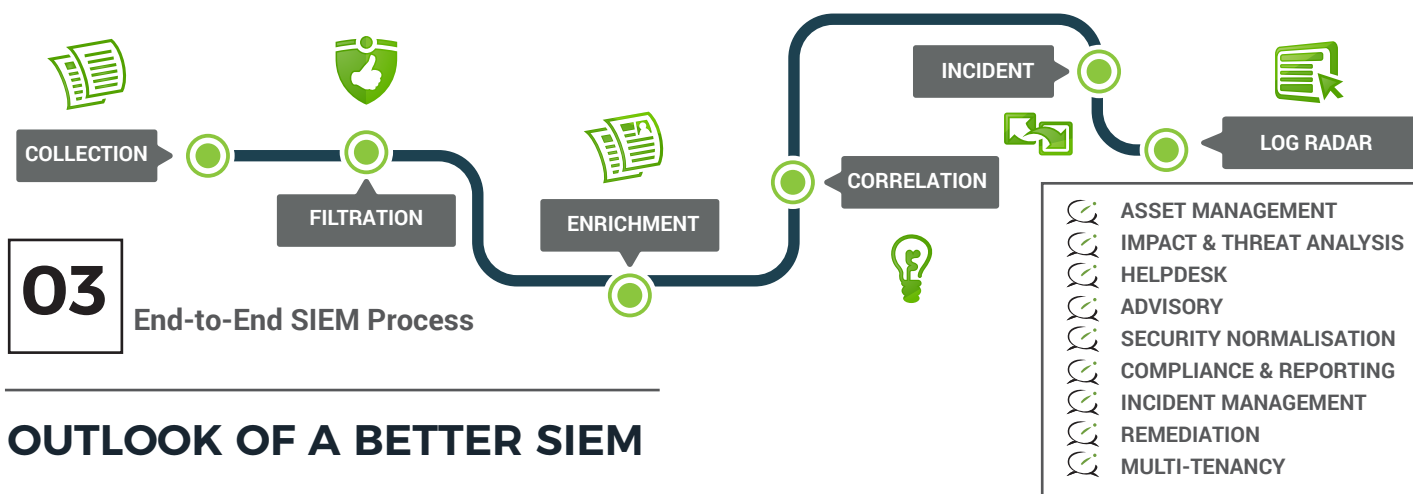 COLLECTION
FILTRATION
ENRICHMENT
CORRELATION
INCIDENT
LOG RADAR
ASSET MANAGEMENT
IMPACT & THREAT ANALYSIS
HELPDESK
ADVISORY
SECURITY NORMALISATION
COMPLIANCE & REPORTING
INCIDENT MANAGEMENT
REMEDIATION
MULTI-TENANCY
03
End-to-End SIEM Process
OUTLOOK OF A BETTER SIEM